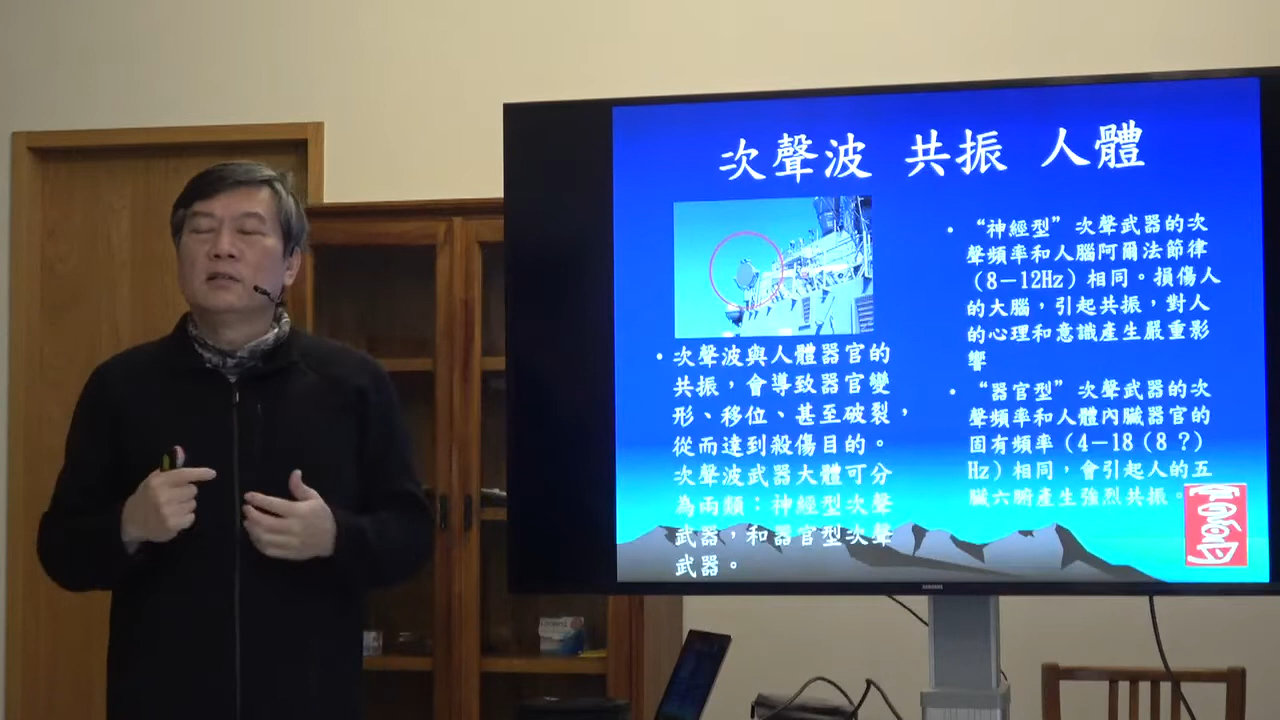 次聲波 共振 人體
• 次聲波與人體器官的
共振，會導致器官變
形、移位、甚至破裂，
從而達到殺傷目的。
次聲波武器大體可分
為兩類：神經型次聲
武器，和器官型次聲
武器。
• “神經型”次聲武器的次
聲頻率和人腦阿爾法節律
（8－12Hz）相同。損傷人
的大腦，引起共振，對人
的心理和意識產生嚴重影
響
• “器官型”次聲武器的次
聲頻率和人體內臟器官的
固有頻率（4－18（8？）
Hz）相同，會引起人的五
臟六腑產生強烈共振。
SAMSUNG